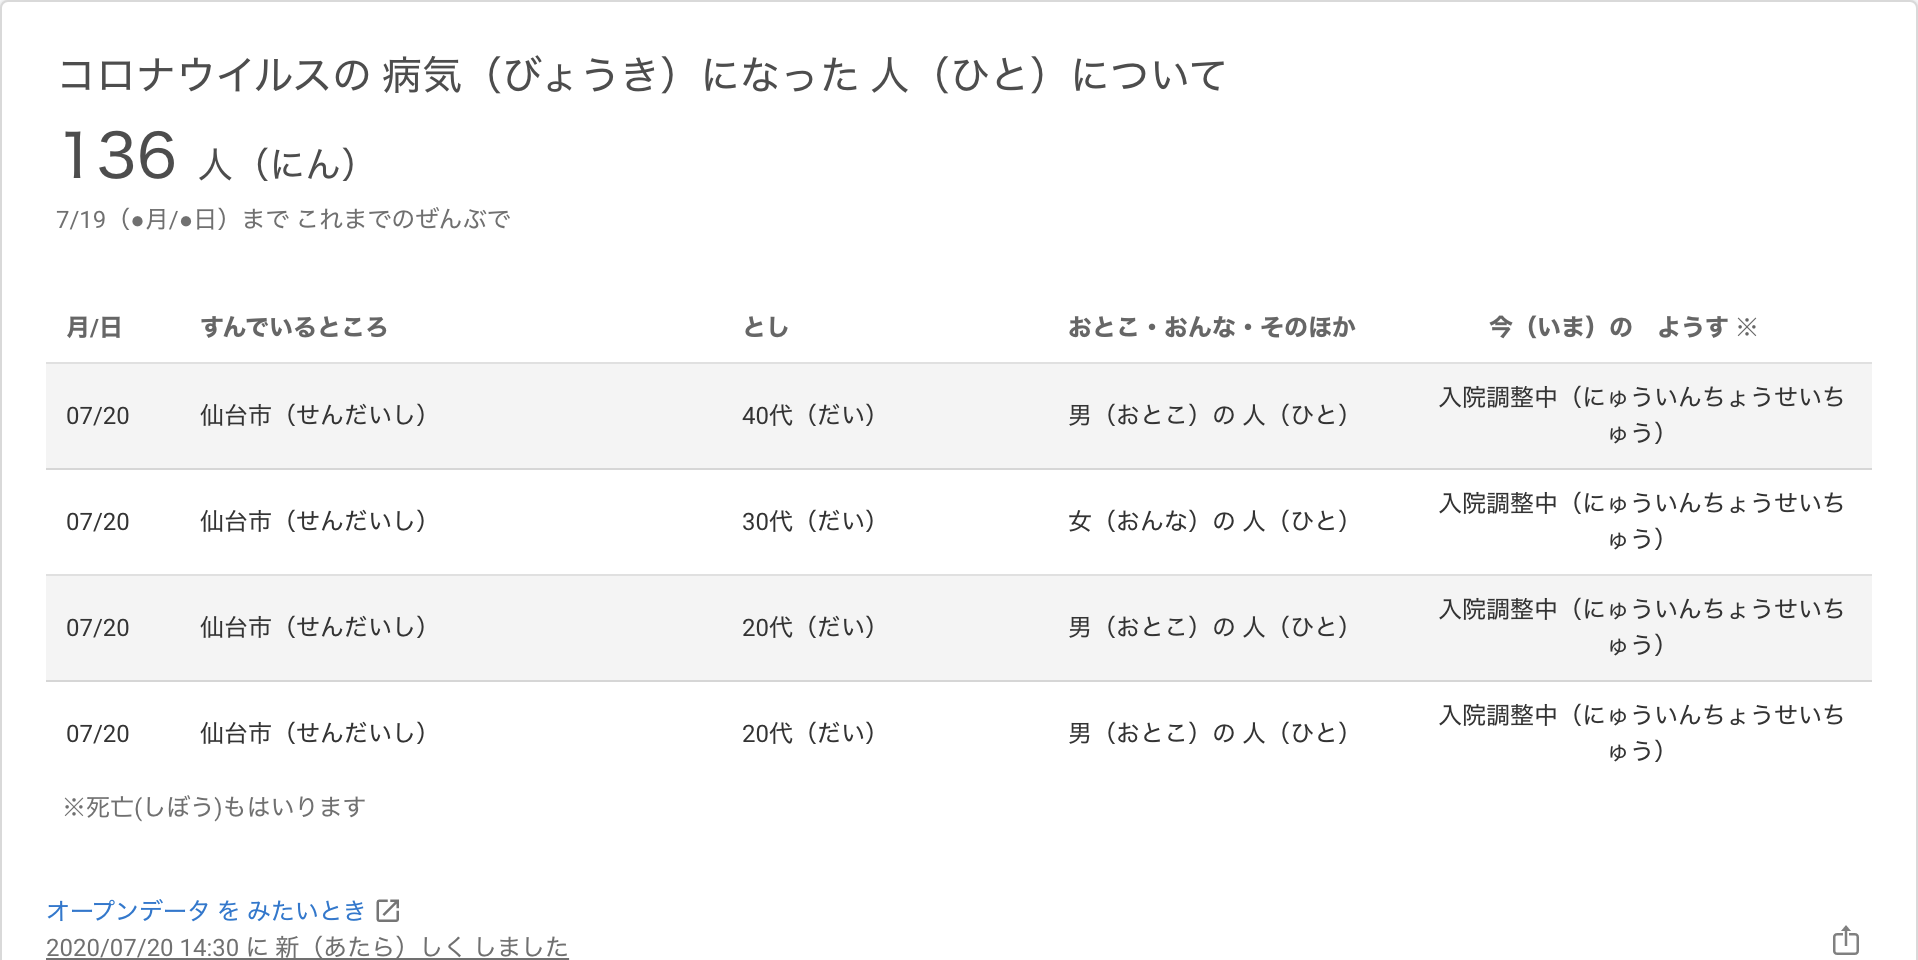 コロナウイルスの 病気（びょうき）になった 人（ひと）について
136 人（にん）
7/19（●月/●日）まで これまでのぜんぶで
月/日 すんでいるところ とし おとこ・おんな・そのほか 今（いま）の　ようす ※
07/20 仙台市（せんだいし） 40代（だい） 男（おとこ）の 人（ひと） 入院調整中（にゅういんちょうせいち
ゅう）
07/20 仙台市（せんだいし） 30代（だい） 女（おんな）の 人（ひと） 入院調整中（にゅういんちょうせいち
ゅう）
07/20 仙台市（せんだいし） 20代（だい） 男（おとこ）の 人（ひと） 入院調整中（にゅういんちょうせいち
ゅう）
07/20 仙台市（せんだいし） 20代（だい） 男（おとこ）の 人（ひと） 入院調整中（にゅういんちょうせいち
ゅう）
※死亡(しぼう)もはいります
オープンデータ を みたいとき
2020/07/20 14:30 に 新（あたら）しく しました